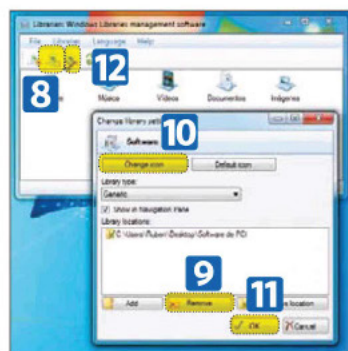 Librarian: Windows Libraries management software
File Libraries Language Help
8
12
Música
Vídeos
Documentos
Imágenes
Change library
10
Software
Change icon
Default icon
Library type:
Generic
Show in Navigation Pane
Library locations:
C:\Users\Ruben\Desktop\Software de PC\
9
11
Add
Remove
location
OK
Cancel